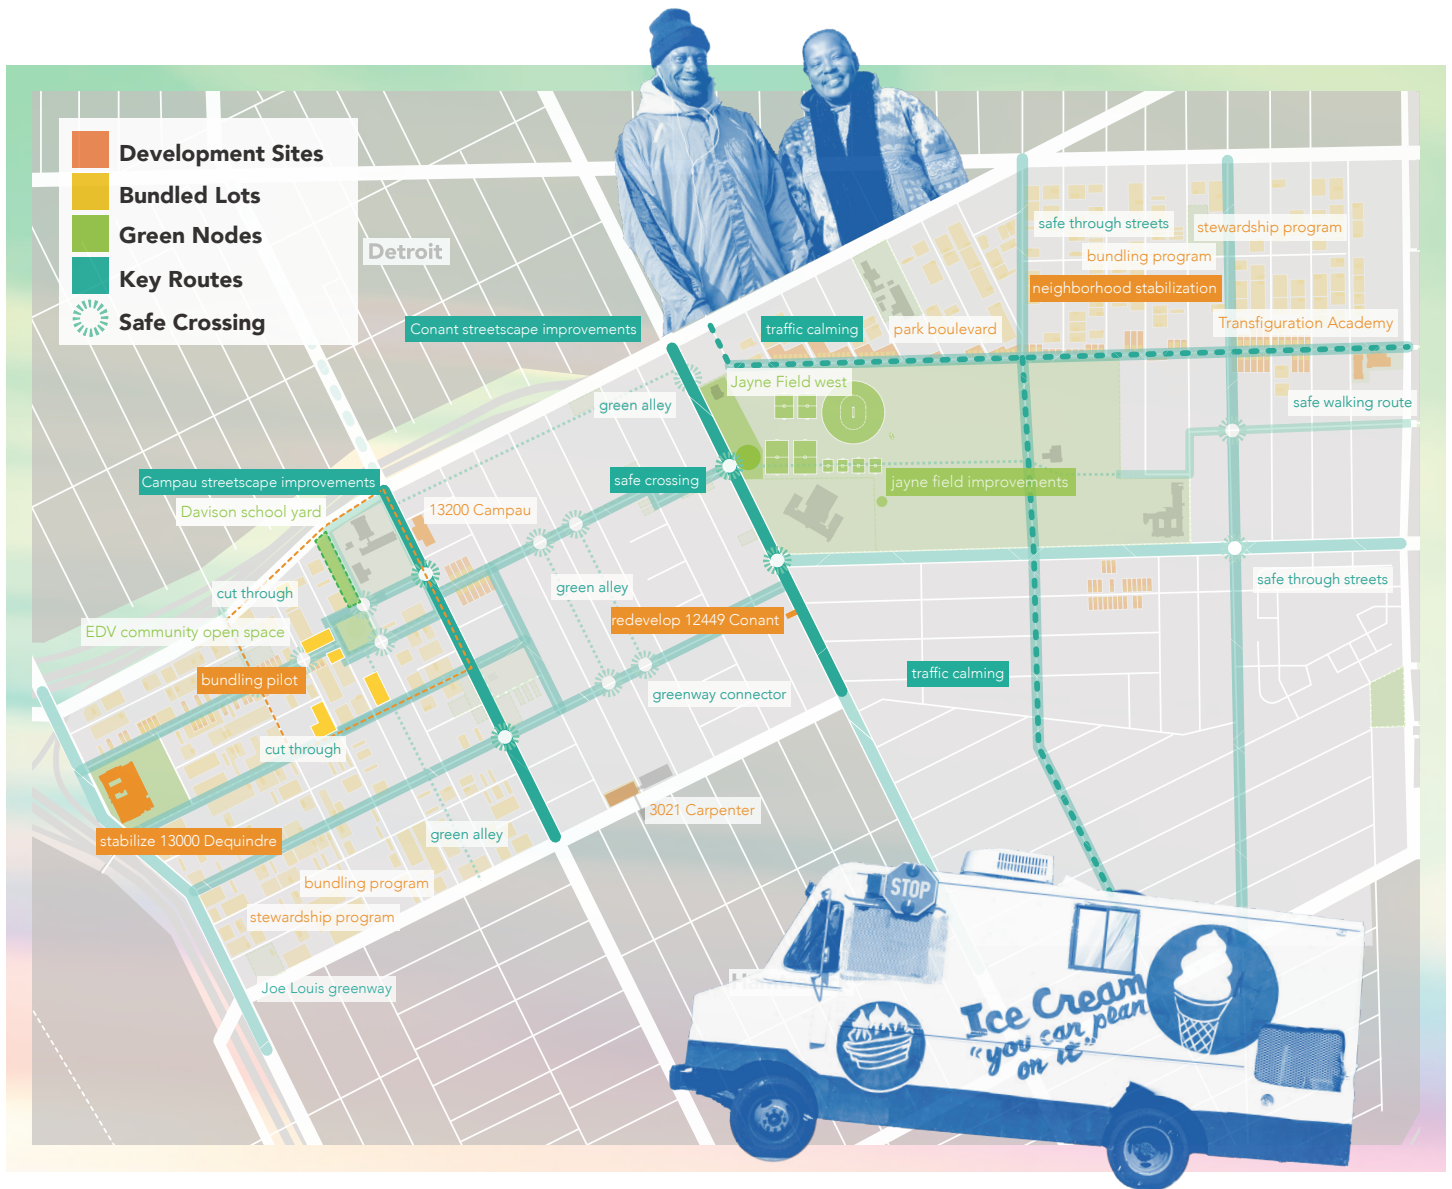 Development Sites
Bundled Lots
Green Nodes
Key Routes
Safe Crossing
Detroit
safe through streets
stewardship program
bundling program
neighborhood stabilization
Conant streetscape improvements
traffic calming
park boulevard
Transfiguration Academy
Jayne Field west
green alley
safe walking route
Campau streetscape improvements
safe crossing
jayne field improvements
Davison school yard
13200 Campau
cut through
green alley
safe through streets
EDV community open space
redevelop 12449 Conant
bundling pilot
traffic calming
greenway connector
cut through
3021 Carpenter
stabilize 13000 Dequindre
green alley
bundling program
stewardship program
Joe Louis greenway
STOP
Ice Cream
"you can plan
on it"